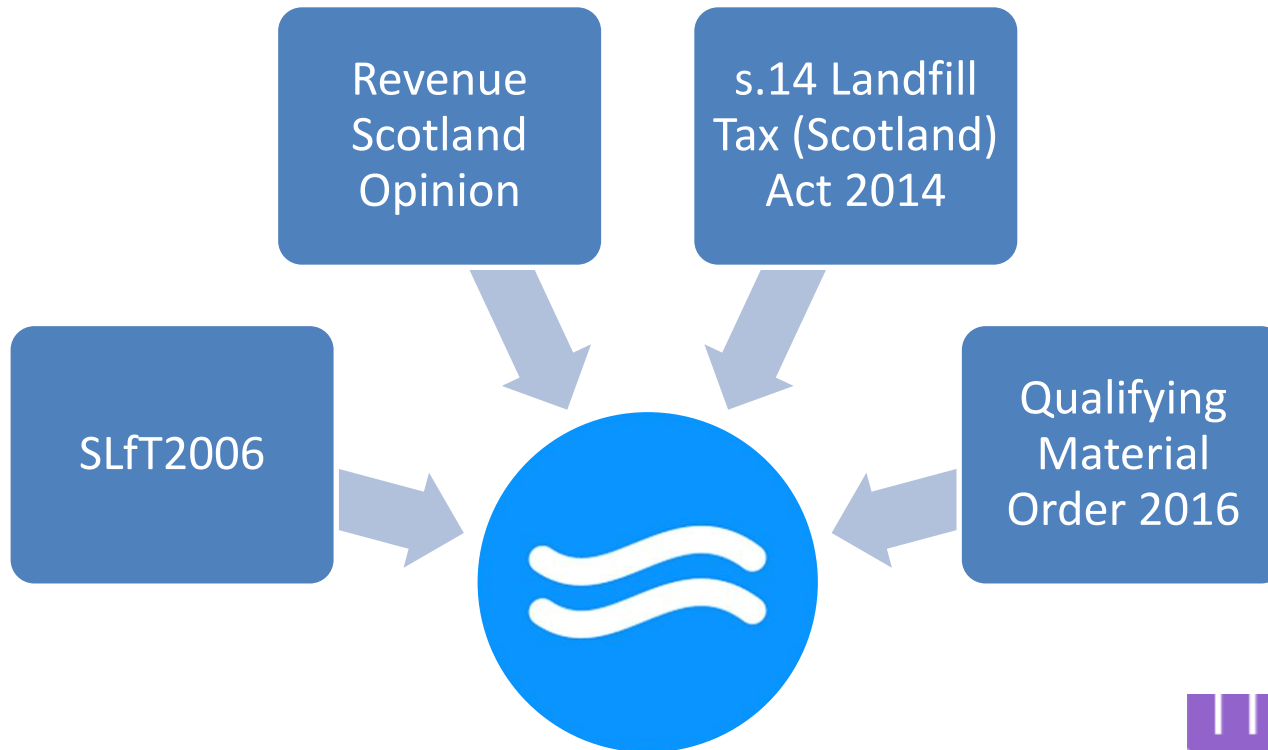 Revenue
Scotland
Opinion
s.14 Landfill
Tax (Scotland)
Act 2014
SLfT2006
Qualifying
Material
Order 2016